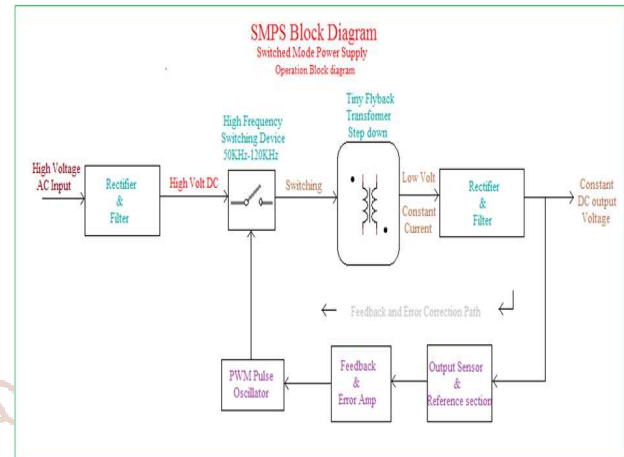 SMPS Block Diagram
Switched Mode Power Supply
Operation Block diagram
High Frequency
Switching Device
50KHz-120KHz
Tiny Flyback
Transformer
Step down
High Voltage
AC Input
Rectifier
&
Filter
High Volt DC
Switching
Low Volt
Constant
Current
Rectifier
&
Filter
Constant
DC output
Voltage
Feedback and Error Correction Path
PWM Pulse
Oscillator
Feedback
&
Error Amp
Output Sensor
&
Reference section